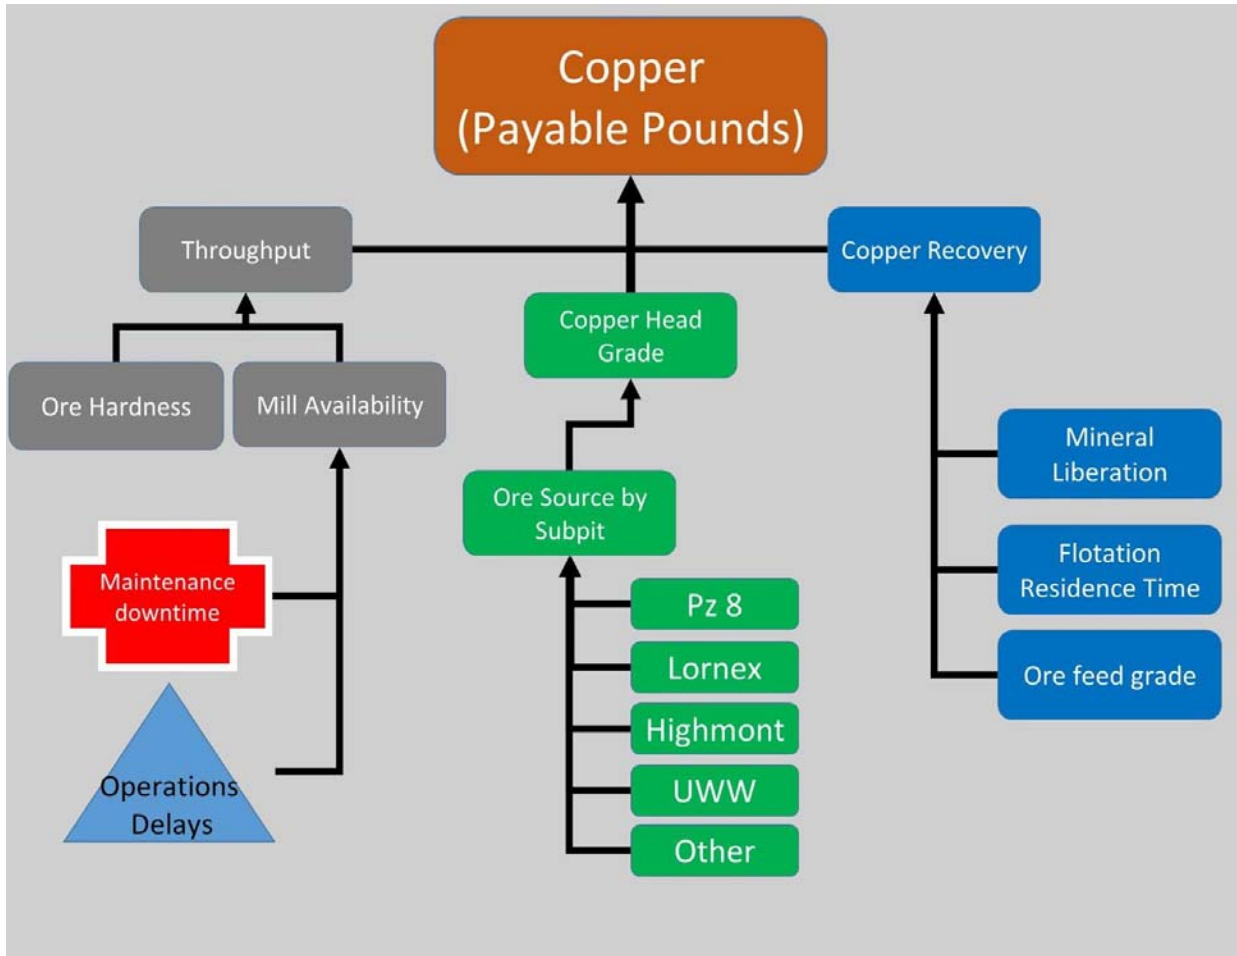 Copper
(Payable Pounds)
Throughput
Copper Recovery
Copper Head
Grade
Ore Hardness
Mill Availability
Mineral
Liberation
Ore Source by
Subpit
Flotation
Residence Time
Maintenance
downtime
Pz 8
Lornex
Ore feed grade
Highmont
Operations
Delays
UWW
Other